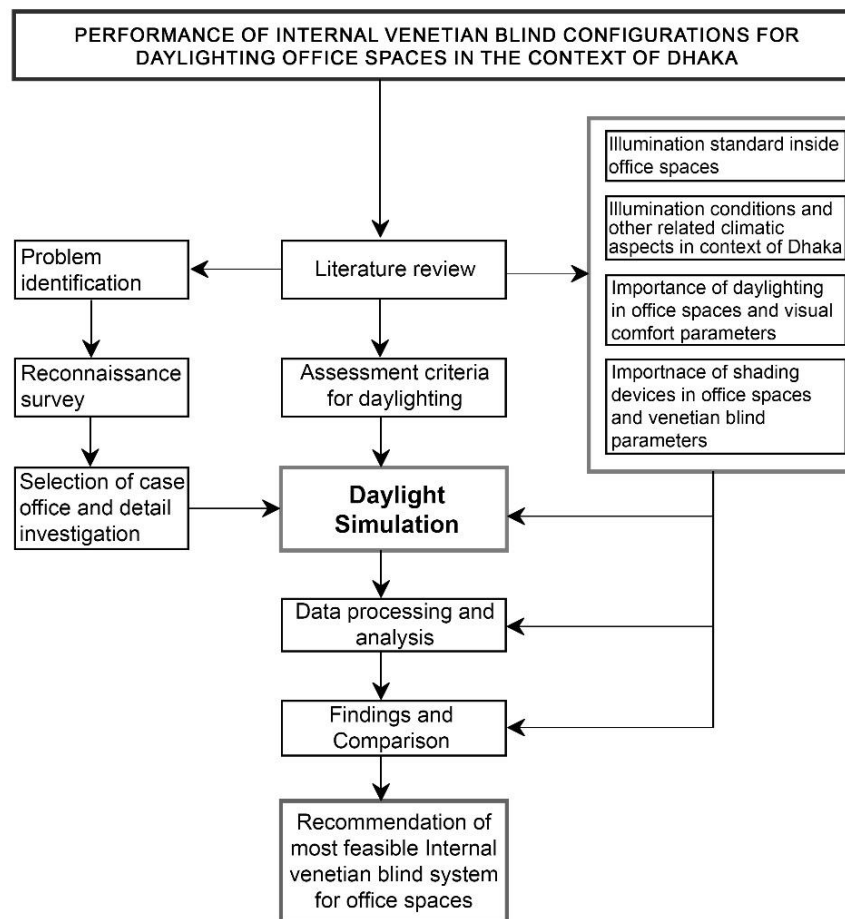 PERFORMANCE OF INTERNAL VENETIAN BLIND CONFIGURATIONS FOR
DAYLIGHTING OFFICE SPACES IN THE CONTEXT OF DHAKA
Illumination standard inside
office spaces
Illumination conditions and
other related climatic
aspects in context of Dhaka
Importance of daylighting
in office spaces and visual
comfort parameters
Importnace of shading
devices in office spaces
and venetian blind
parameters
Problem
identification
Literature review
Reconnaissance
survey
Assessment criteria
for daylighting
Selection of case
office and detail
investigation
Daylight
Simulation
Data processing and
analysis
Findings and
Comparison
Recommendation of
most feasible Internal
venetian blind system
for office spaces